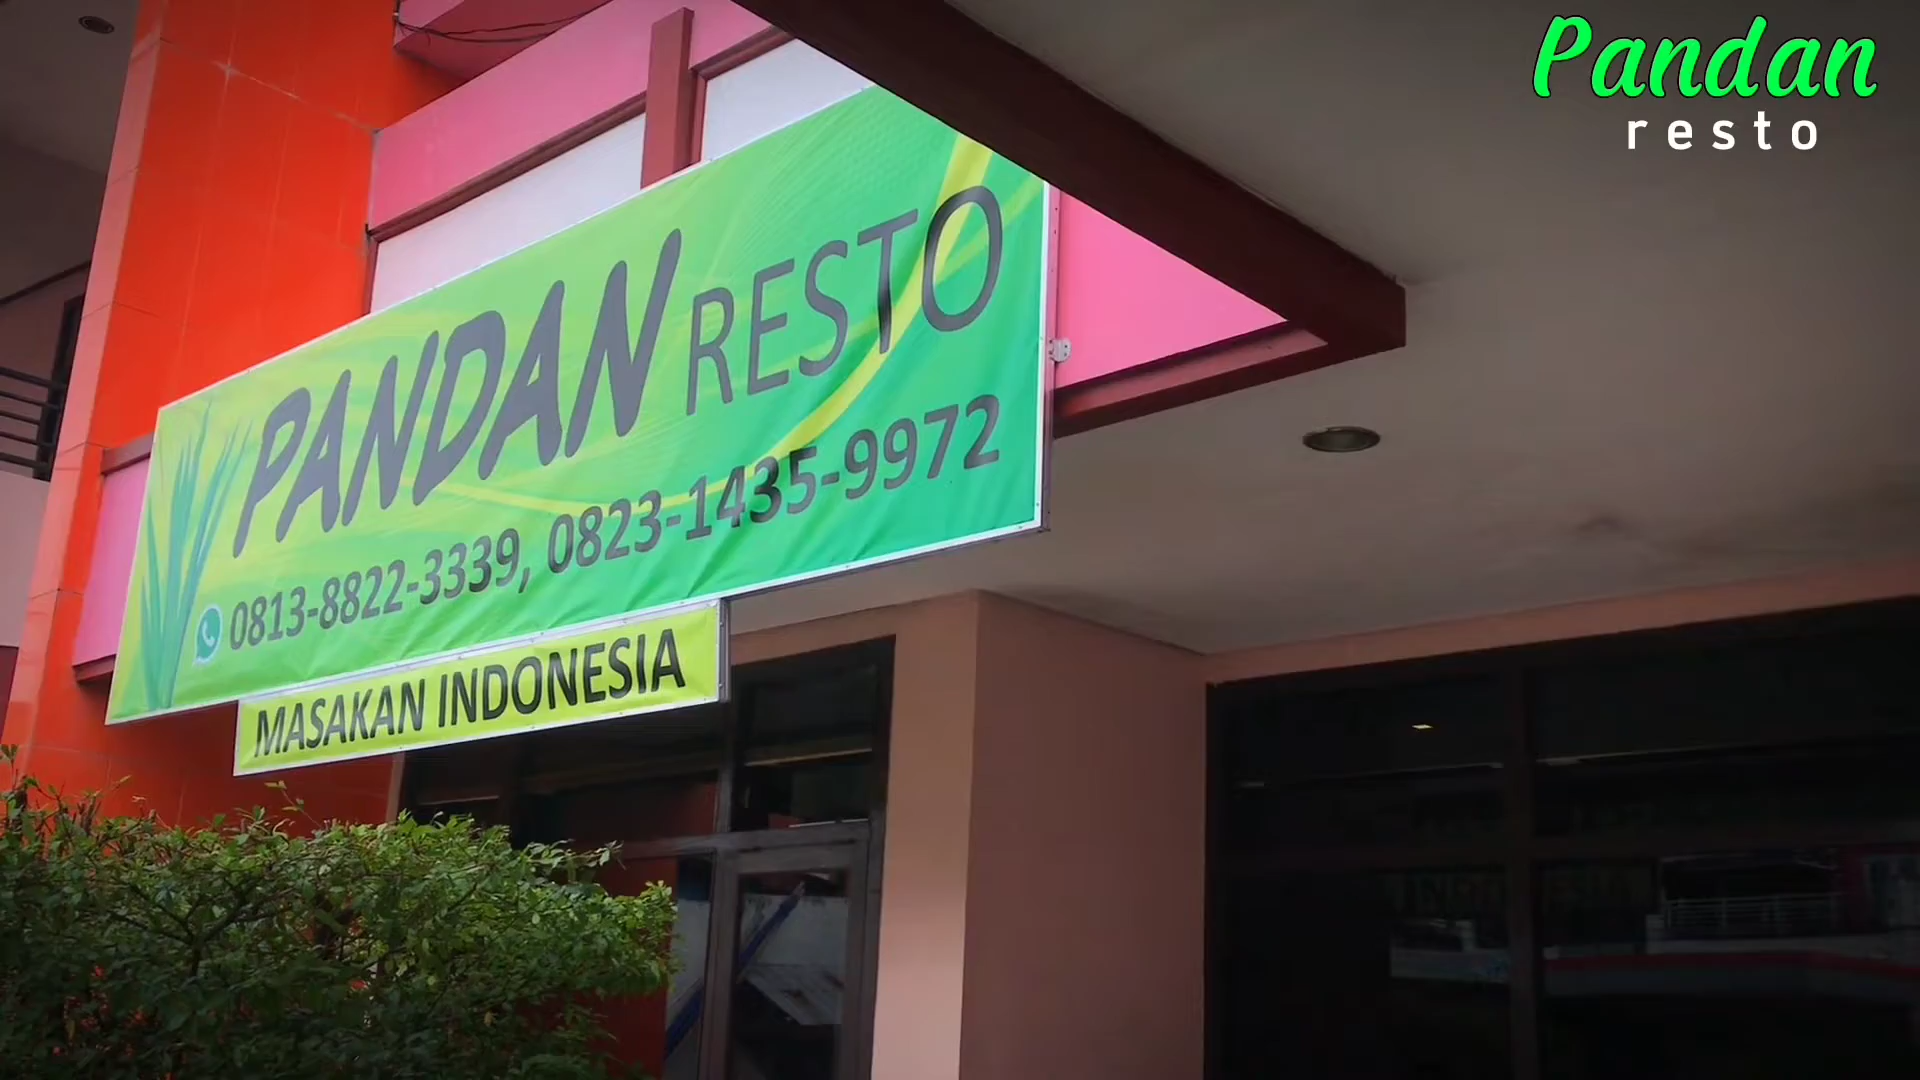 Pandan
resto
PANDAN RESTO
0813-8822-3339, 0823-1435-9972
MASAKAN INDONESIA